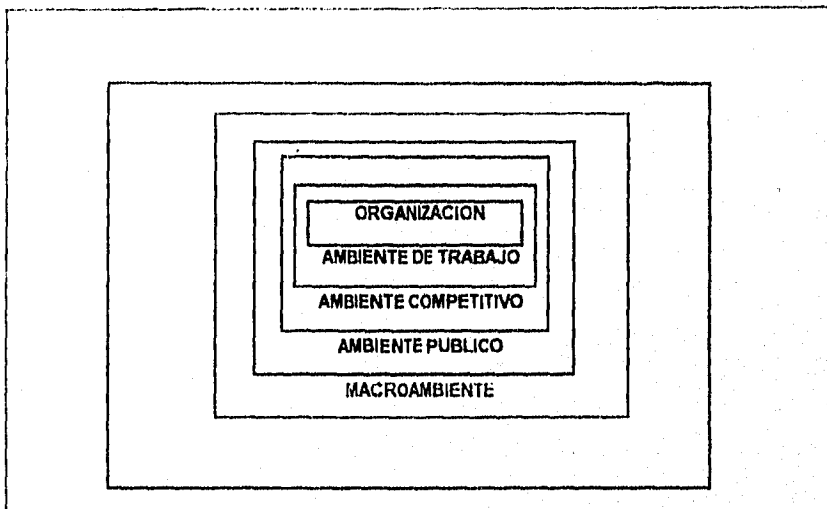 ORGANIZACION
AMBIENTE DE TRABAJO
AMBIENTE COMPETITIVO
AMBIENTE PUBLICO
MACROAMBIENTE